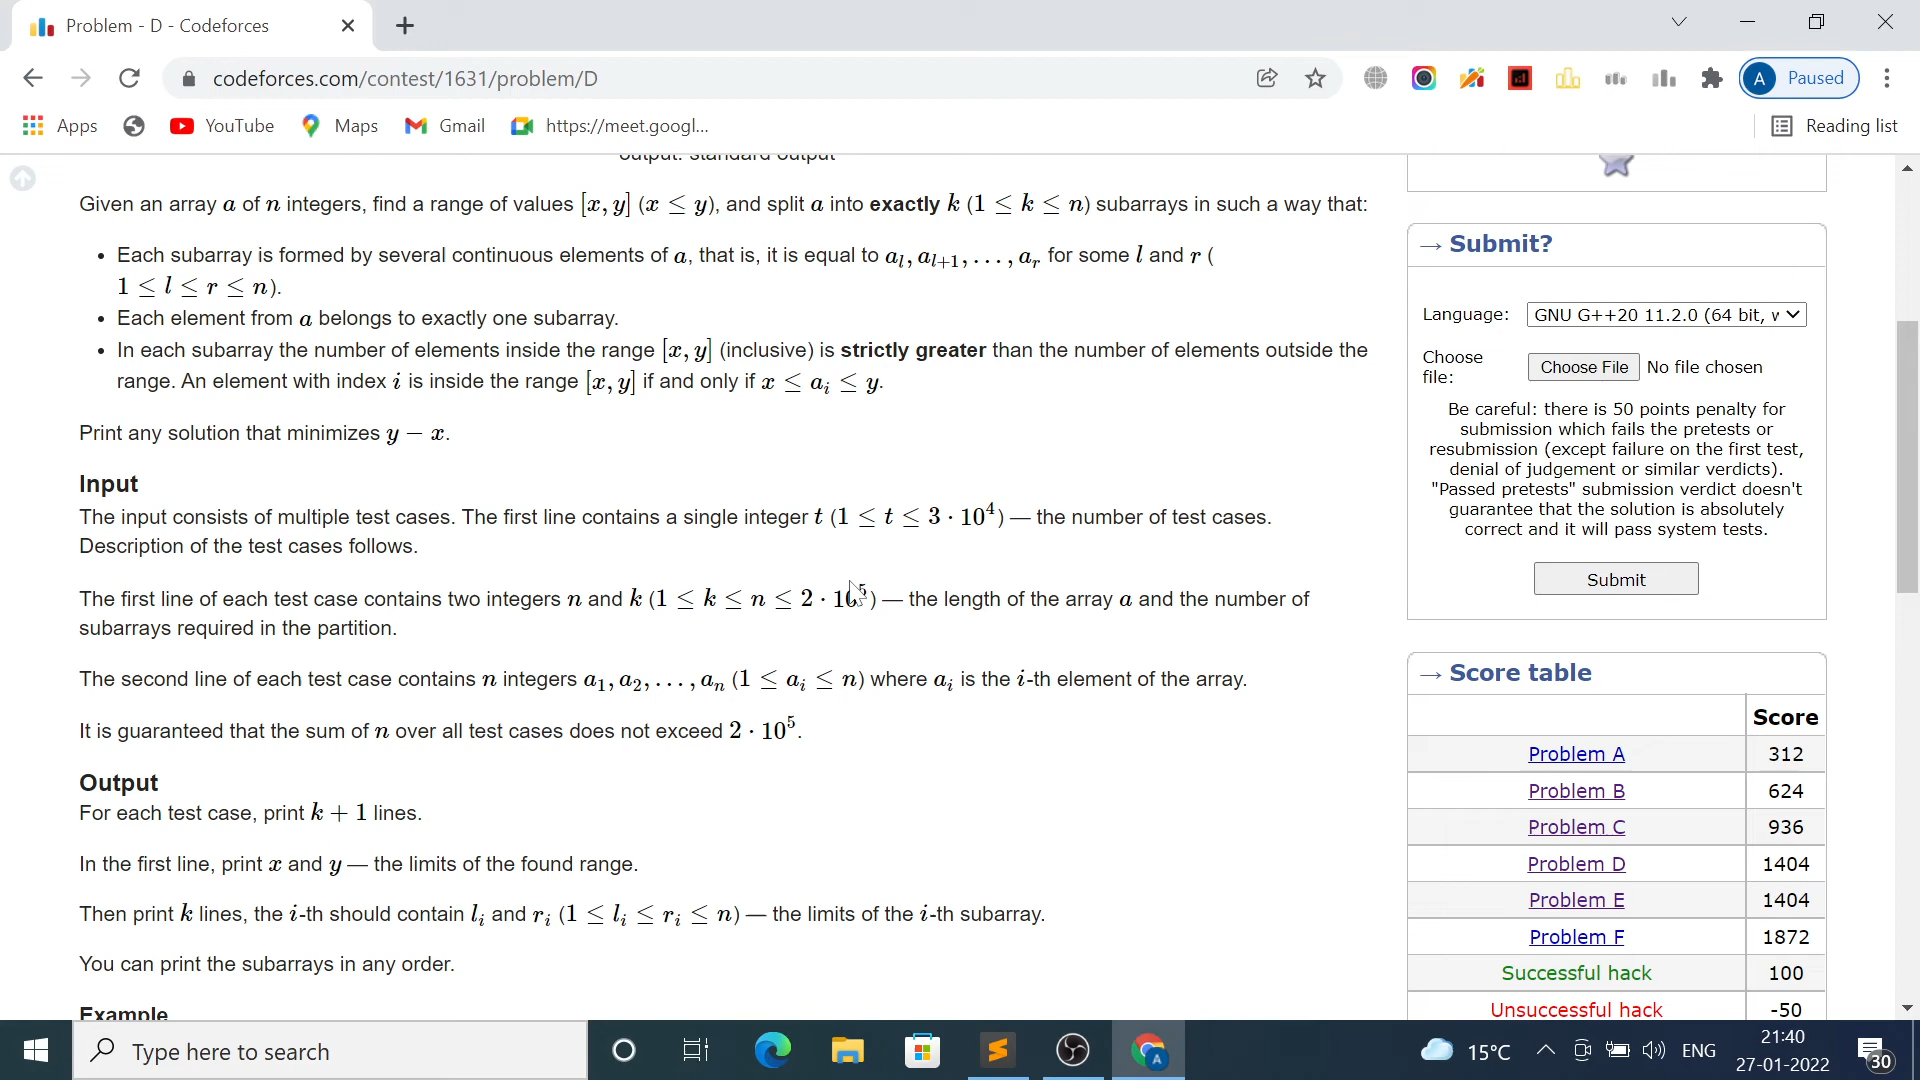 Problem - D - Codeforces
codeforces.com/contest/1631/problem/D
A Paused
Apps
YouTube
Maps
Gmail
https://meet.googl...
Reading list
output: standard output
Given an array a of n integers, find a range of values [x, y] (x ≤ y), and split a into exactly k (1 ≤ k ≤ n) subarrays in such a way that:
• Each subarray is formed by several continuous elements of a, that is, it is equal to a_l, a_{l+1}, . . . , a_r for some l and r (
1 ≤ l ≤ r ≤ n).
• Each element from a belongs to exactly one subarray.
• In each subarray the number of elements inside the range [x, y] (inclusive) is strictly greater than the number of elements outside the
range. An element with index i is inside the range [x, y] if and only if x ≤ a_i ≤ y.
Print any solution that minimizes y − x.
Input
The input consists of multiple test cases. The first line contains a single integer t (1 ≤ t ≤ 3 · 10^4) — the number of test cases.
Description of the test cases follows.
The first line of each test case contains two integers n and k (1 ≤ k ≤ n ≤ 2 · 10^5) — the length of the array a and the number of
subarrays required in the partition.
The second line of each test case contains n integers a_1, a_2, . . . , a_n (1 ≤ a_i ≤ n) where a_i is the i-th element of the array.
It is guaranteed that the sum of n over all test cases does not exceed 2 · 10^5.
Output
For each test case, print k + 1 lines.
In the first line, print x and y — the limits of the found range.
Then print k lines, the i-th should contain l_i and r_i (1 ≤ l_i ≤ r_i ≤ n) — the limits of the i-th subarray.
You can print the subarrays in any order.
Example
→ Submit?
Language:
GNU G++20 11.2.0 (64 bit, w
Choose
file:
Choose File No file chosen
Be careful: there is 50 points penalty for
submission which fails the pretests or
resubmission (except failure on the first test,
denial of judgement or similar verdicts).
"Passed pretests" submission verdict doesn't
guarantee that the solution is absolutely
correct and it will pass system tests.
Submit
→ Score table
Score
Problem A 312
Problem B 624
Problem C 936
Problem D 1404
Problem E 1404
Problem F 1872
Successful hack 100
Unsuccessful hack -50
Type here to search
A
15°C
ENG
21:40
27-01-2022
30